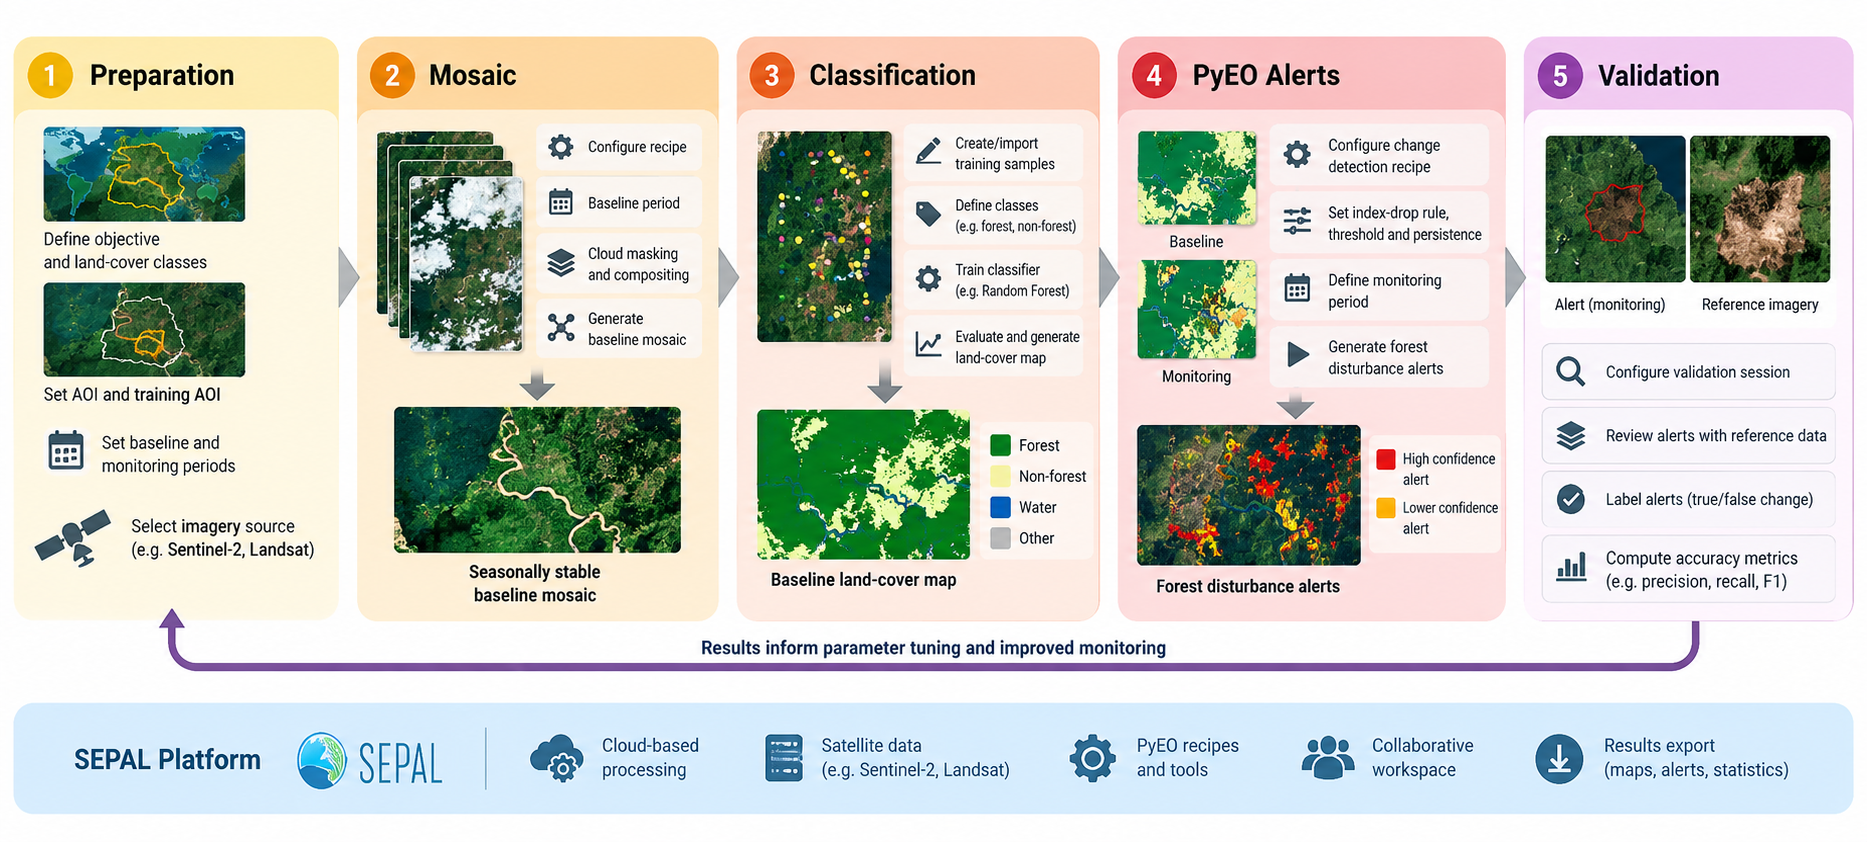 1 Preparation
Define objective
and land-cover classes
Set AOI and training AOI
Set baseline and
monitoring periods
Select imagery source
(e.g. Sentinel-2, Landsat)
2 Mosaic
Configure recipe
Baseline period
Cloud masking
and compositing
Generate
baseline mosaic
Seasonally stable
baseline mosaic
3 Classification
Create/import
training samples
Define classes
(e.g. forest, non-forest)
Train classifier
(e.g. Random Forest)
Evaluate and generate
land-cover map
Forest
Non-forest
Water
Other
Baseline land-cover map
4 PyEO Alerts
Baseline
Monitoring
Configure change
detection recipe
Set index-drop rule,
threshold and persistence
Define monitoring
period
Generate forest
disturbance alerts
High confidence
alert
Lower confidence
alert
Forest disturbance alerts
5 Validation
Alert (monitoring)
Reference imagery
Configure validation session
Review alerts with reference data
Label alerts (true/false change)
Compute accuracy metrics
(e.g. precision, recall, F1)
Results inform parameter tuning and improved monitoring
SEPAL Platform
SEPAL
Cloud-based
processing
Satellite data
(e.g. Sentinel-2, Landsat)
PyEO recipes
and tools
Collaborative
workspace
Results export
(maps, alerts, statistics)